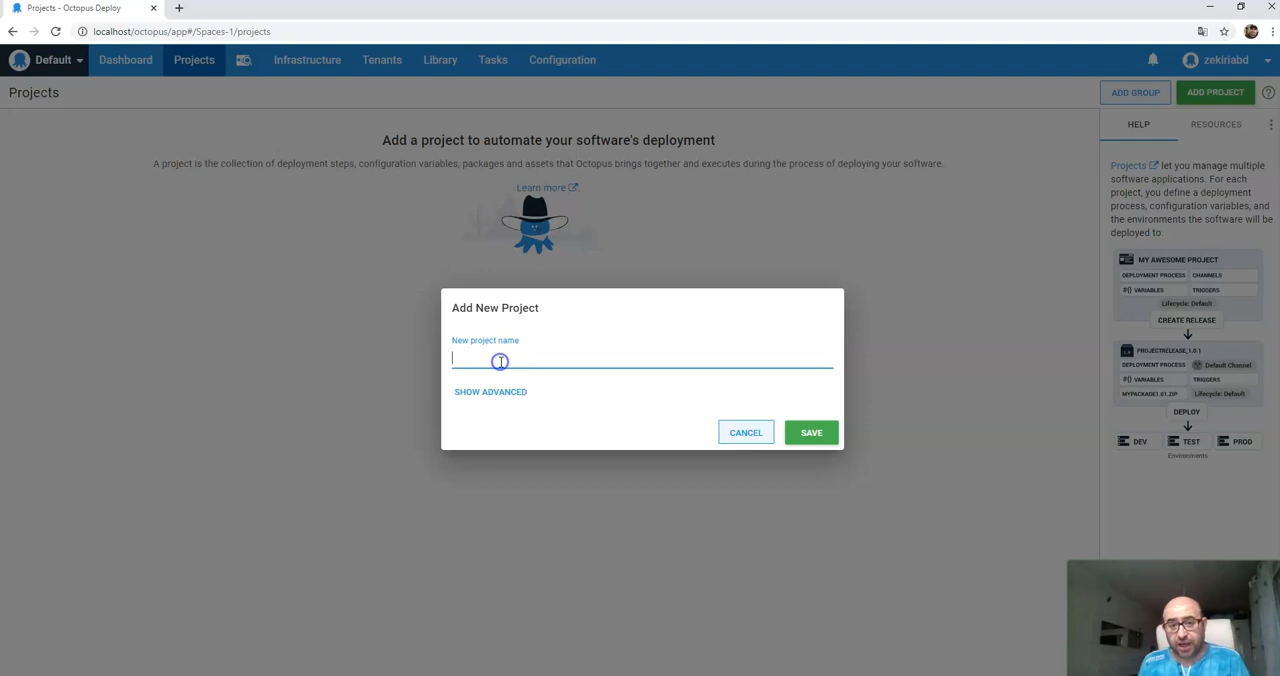 Projects - Octopus Deploy
localhost/octopus/app#/Spaces-1/projects
Default Dashboard Projects Infrastructure Tenants Library Tasks Configuration zekiriabd
Projects
ADD GROUP ADD PROJECT
Add a project to automate your software's deployment
A project is the collection of deployment steps, configuration variables, packages and assets that Octopus brings together and executes during the process of deploying your software.
Learn more
Add New Project
New project name
SHOW ADVANCED
CANCEL SAVE
HELP RESOURCES
Projects let you manage multiple
software applications. For each
project, you define a deployment
process, configuration variables, and
the environments the software will be
deployed to.
MY AWESOME PROJECT
DEPLOYMENT PROCESS CHANNELS
#{} VARIABLES TRIGGERS
Lifecycle: Default
CREATE RELEASE
PROJECTRELEASE_1.0.1
DEPLOYMENT PROCESS Default Channel
#{} VARIABLES TRIGGERS
MYPACKAGE1.01.ZIP Lifecycle: Default
DEPLOY
DEV TEST PROD
Environments